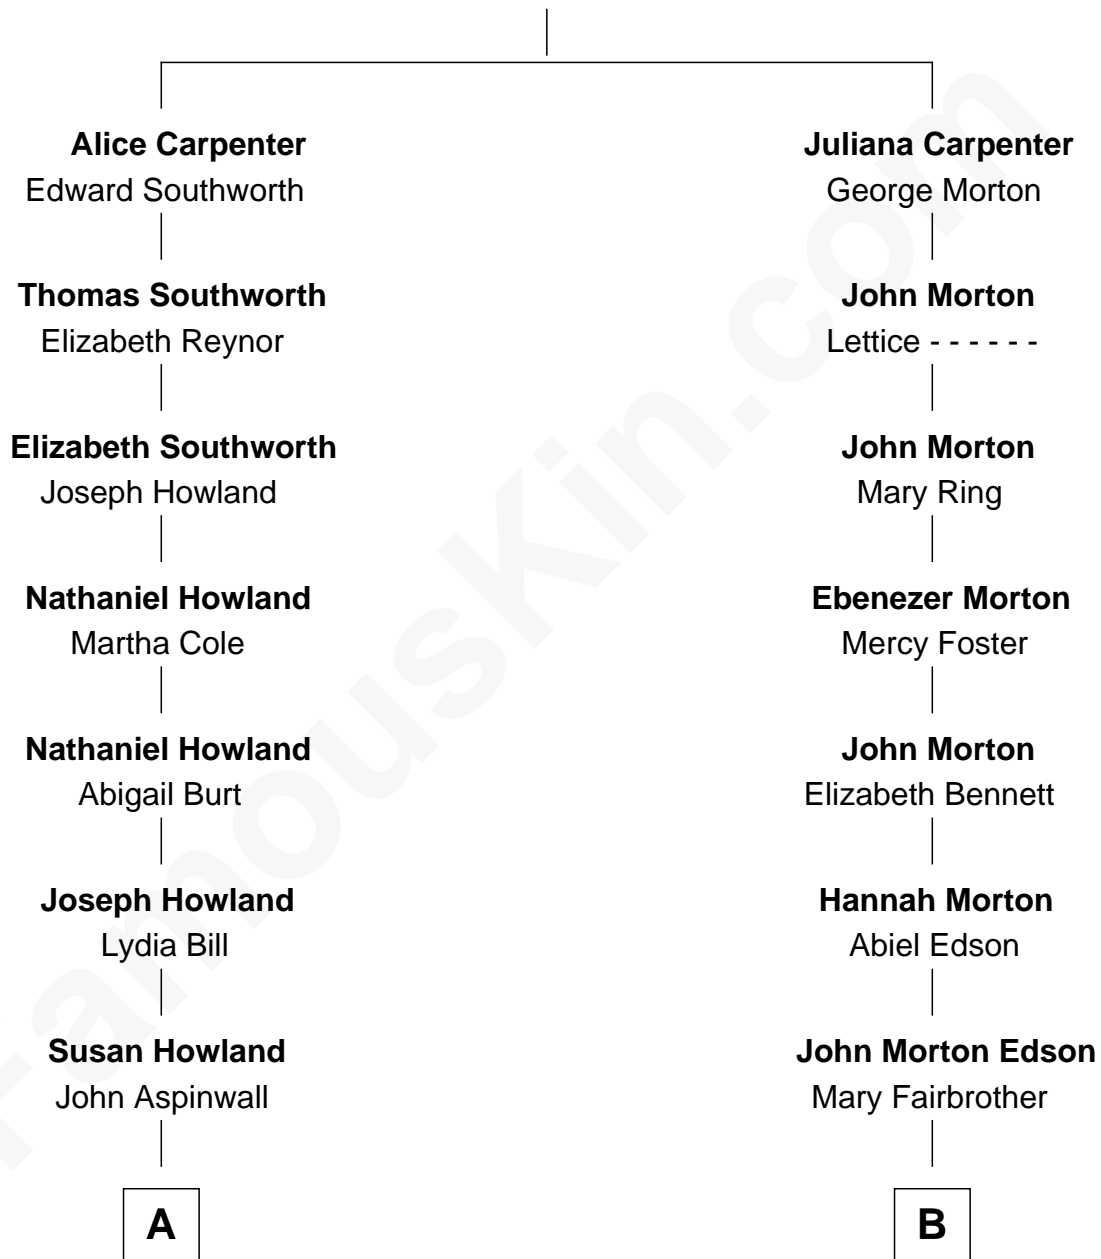 Alice Carpenter
Edward Southworth
Thomas Southworth
Elizabeth Reynor
Elizabeth Southworth
Joseph Howland
Nathaniel Howland
Martha Cole
Nathaniel Howland
Abigail Burt
Joseph Howland
Lydia Bill
Susan Howland
John Aspinwall
A
Juliana Carpenter
George Morton
John Morton
Lettice - - - - - -
John Morton
Mary Ring
Ebenezer Morton
Mercy Foster
John Morton
Elizabeth Bennett
Hannah Morton
Abiel Edson
John Morton Edson
Mary Fairbrother
B
FamousKin.com